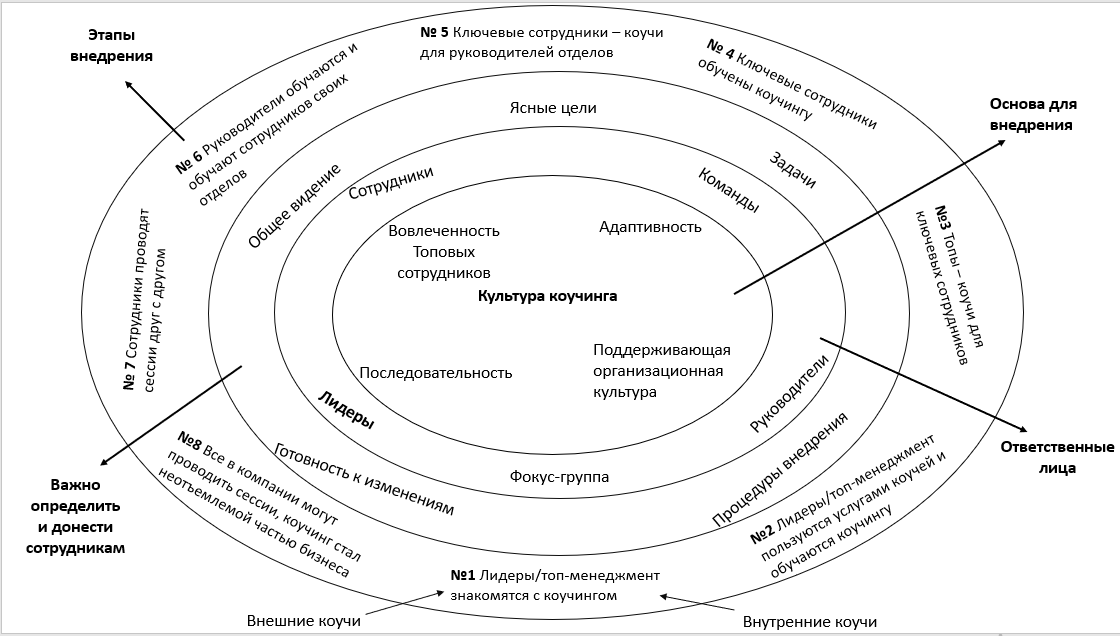 Этапы
внедрения
№ 5 Ключевые сотрудники – коучи
для руководителей отделов
№ 4 Ключевые сотрудники
обучены коучингу
Основа для
внедрения
№ 6 Руководители обучаются и
обучают сотрудников своих
отделов
Ясные цели
Общее видение
Задачи
Сотрудники
Команды
Вовлеченность
Топовых
сотрудников
Адаптивность
Культура коучинга
№3 Топы – коучи для
ключевых сотрудников
№ 7 Сотрудники проводят
сессии друг с другом
Последовательность
Поддерживающая
организационная
культура
Лидеры
Руководители
Готовность к изменениям
Фокус-группа
Процедуры внедрения
Ответственные
лица
Важно
определить
и донести
сотрудникам
№8 Все в компании могут
проводить сессии, коучинг стал
неотъемлемой частью бизнеса
№2 Лидеры/топ-менеджмент
пользуются услугами коучей и
обучаются коучингу
№1 Лидеры/топ-менеджмент
знакомятся с коучингом
Внешние коучи
Внутренние коучи